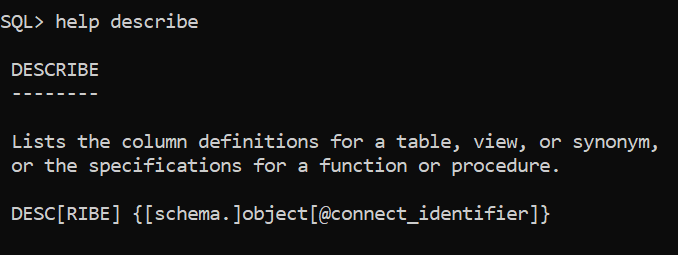 SQL> help describe
DESCRIBE
--------
Lists the column definitions for a table, view, or synonym,
or the specifications for a function or procedure.
DESC[RIBE] {[schema.]object[@connect_identifier]}